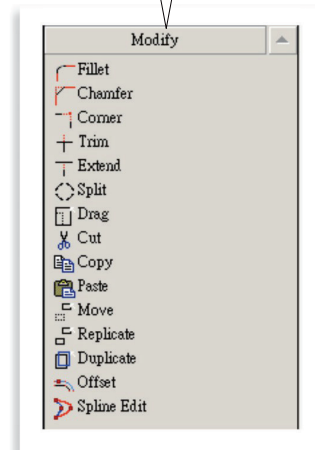 Modify
Fillet
Chamfer
Corner
Trim
Extend
Split
Drag
Cut
Copy
Paste
Move
Replicate
Duplicate
Offset
Spline Edit